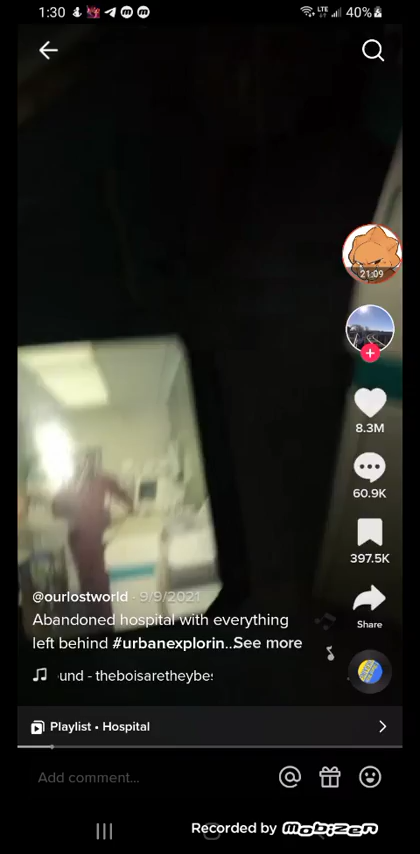 1:30
LTE
40%
21:09
8.3M
60.9K
397.5K
Share
@ourlostworld · 9/9/2021
Abandoned hospital with everything
left behind #urbanexplorin...See more
und - theboisaretheybe
Playlist • Hospital
Add comment...
Recorded by mobizen